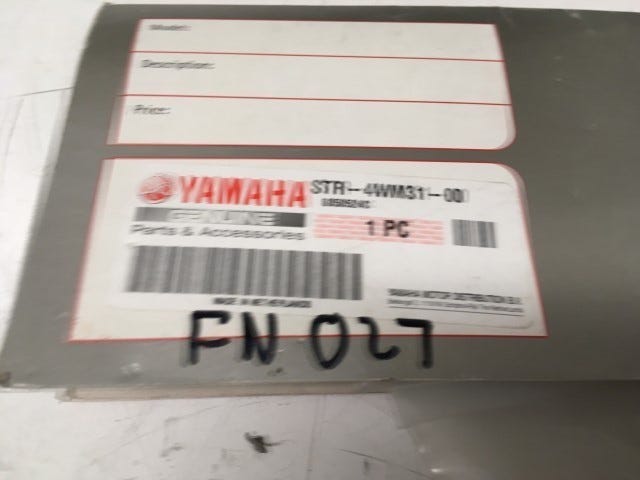 Model:
Description:
Price:
YAMAHA
GENUINE
Parts & Accessories
STR-4WM31-00
1 PC
MADE IN NETHERLANDS
YAMAHA MOTOR DISTRIBUTION B.V.
FN 027